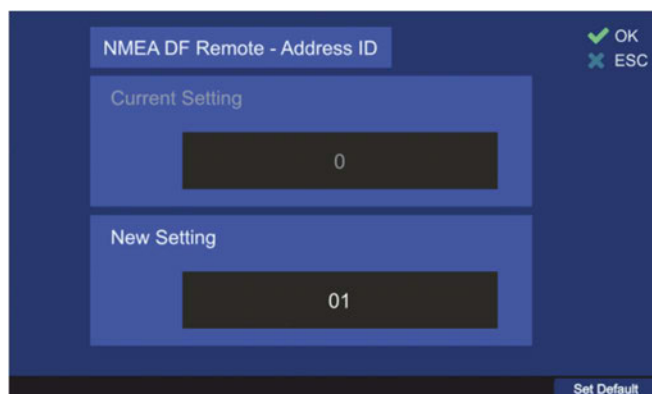 NMEA DF Remote - Address ID
OK
ESC
Current Setting
0
New Setting
01
Set Default